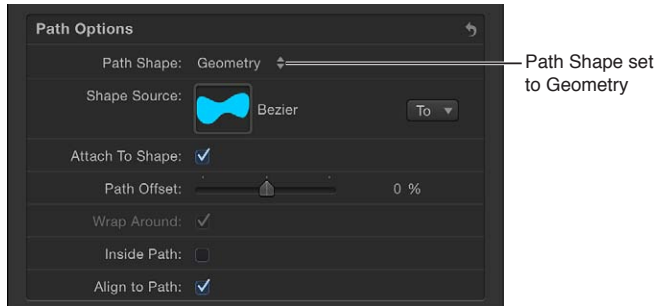 Path Options
Path Shape: Geometry
Path Shape set
to Geometry
Shape Source:
Bezier
To
Attach To Shape:
Path Offset: 0 %
Wrap Around:
Inside Path:
Align to Path: